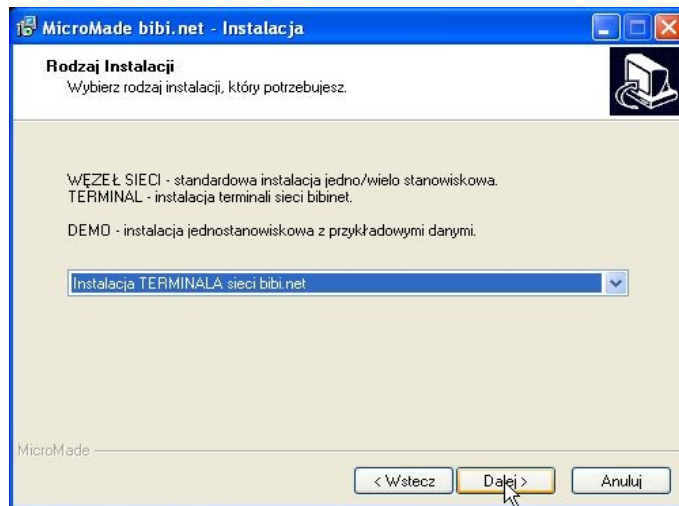 MicroMade bibi.net - Instalacja
Rodzaj Instalacji
Wybierz rodzaj instalacji, który potrzebujesz.
WĘZEŁ SIECI - standardowa instalacja jedno/wielo stanowiskowa.
TERMINAL - instalacja terminali sieci bibinet.
DEMO - instalacja jednostanowiskowa z przykładowymi danymi.
Instalacja TERMINALA sieci bibi.net
MicroMade
< Wstecz Dalej > Anuluj